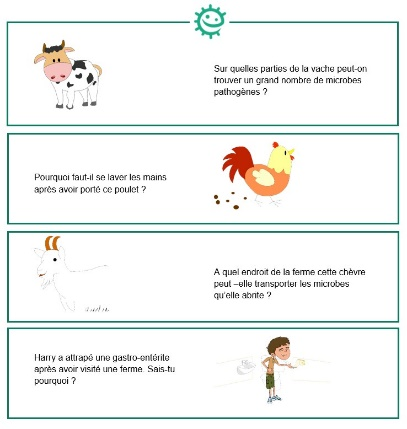 Sur quelles parties de la vache peut-on
trouver un grand nombre de microbes
pathogènes ?
Pourquoi faut-il se laver les mains
après avoir porté ce poulet ?
A quel endroit de la ferme cette chèvre
peut –elle transporter les microbes
qu'elle abrite ?
Harry a attrapé une gastro-entérite
après avoir visité une ferme. Sais-tu
pourquoi ?